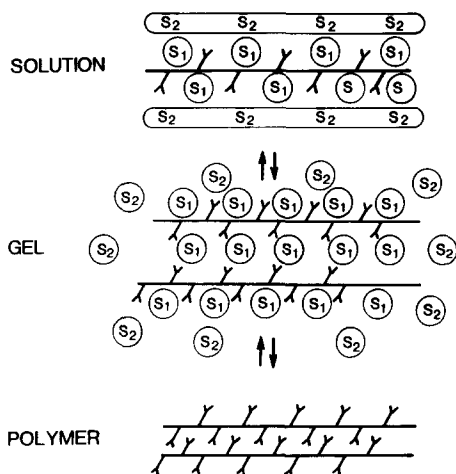 S₂ S₂ S₂ S₂
S₁ S₁ S₁ S₁
SOLUTION
S₁ S₁ S S
S₂ S₂ S₂ S₂
S₂ S₂ S₂ S₂
S₁ S₁ S₁ S₁ S₁
GEL S₂ S₁ S₁ S₁ S₁ S₁ S₂
S₁ S₁ S₁ S₁ S₁ S₂
S₂ S₂ S₂
POLYMER